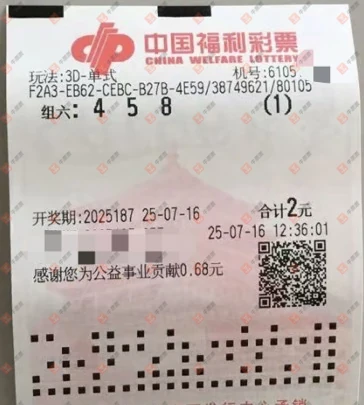 中国福利彩票
CHINA WELFARE LOTTERY
玩法:3D-单式 机号:6105
F2A3-EB62-CEBC-B27B-4E59/38749621/80105
组六: 4 5 8 (1)
开奖期:2025187 25-07-16 合计2元
25-07-16 12:36:01
感谢您为公益事业贡献0.68元